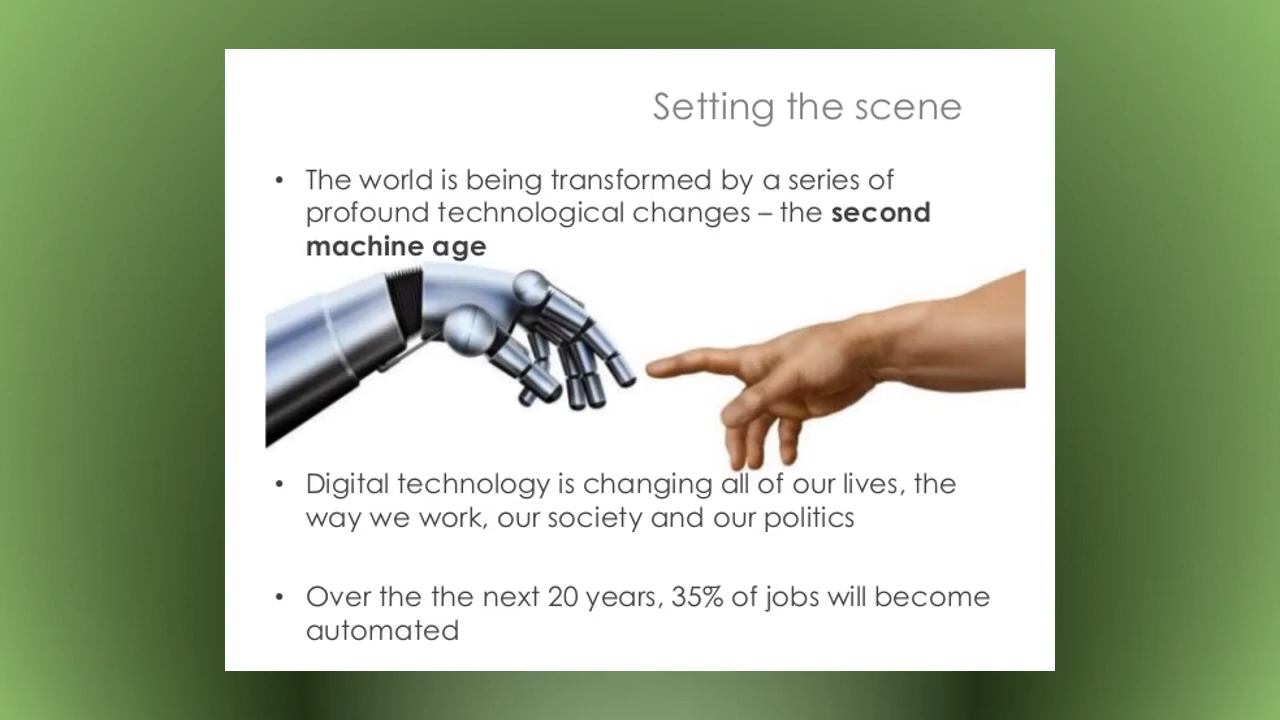 Setting the scene
• The world is being transformed by a series of
profound technological changes – the second
machine age
• Digital technology is changing all of our lives, the
way we work, our society and our politics
• Over the the next 20 years, 35% of jobs will become
automated